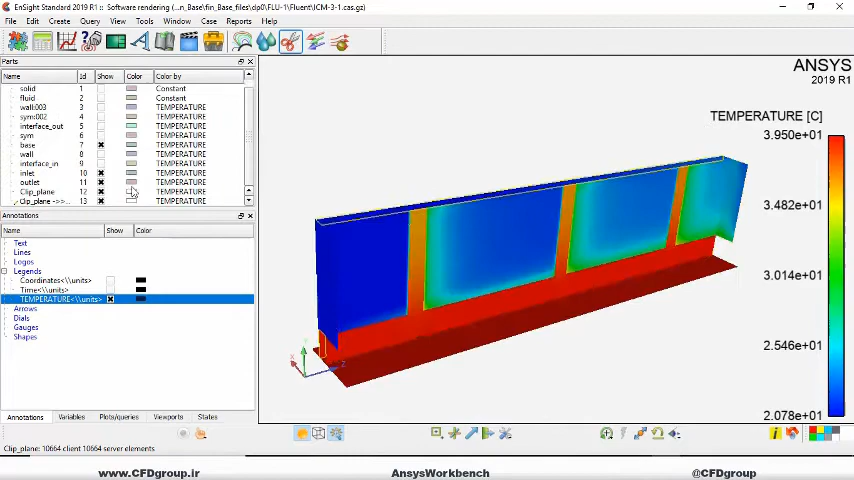 EnSight Standard 2019 R1 : Software rendering (...n_Base/fin_Base_files/dp0\FLU-1\Fluent\ICM-3-1.cas.gz)
File Edit Create Query View Tools Window Case Reports Help
Parts
Name Id Show Color Color by
solid 1 Constant
fluid 2 Constant
wall:003 3 TEMPERATURE
sym:002 4 TEMPERATURE
interface_out 5 TEMPERATURE
sym 6 TEMPERATURE
base 7 TEMPERATURE
wall 8 TEMPERATURE
interface_in 9 TEMPERATURE
inlet 10 TEMPERATURE
outlet 11 TEMPERATURE
Clip_plane 12 TEMPERATURE
Clip_plane ->>... 13 TEMPERATURE
Annotations
Name Show Color
Text
Lines
Logos
Legends
Coordinates<\\units>
Time<\\units>
TEMPERATURE<\\units>
Arrows
Dials
Gauges
Shapes
Annotations Variables Plots/queries Viewports States
Clip_plane: 10664 client 10664 server elements
ANSYS
2019 R1
TEMPERATURE [C]
3.950e+01
3.482e+01
3.014e+01
2.546e+01
2.078e+01
X Y Z
www.CFDgroup.ir AnsysWorkbench @CFDgroup